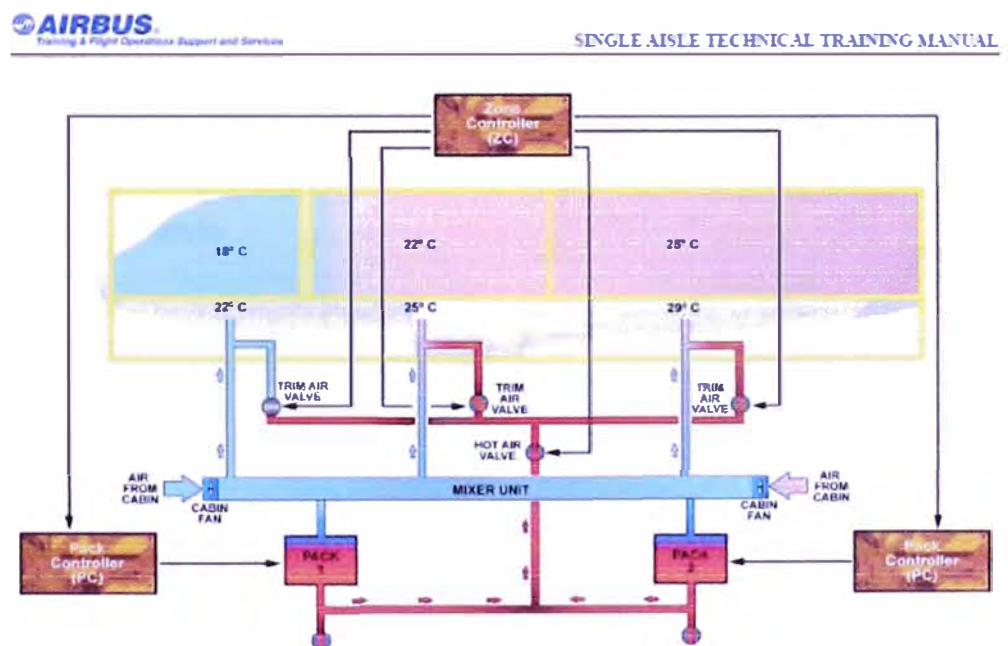 AIRBUS
Training & Flight Operations Support and Services
SINGLE AISLE TECHNICAL TRAINING MANUAL
Zone
Controller
(ZC)
18° C
22° C
25° C
22° C
25° C
29° C
TRIM AIR
VALVE
TRIM
AIR
VALVE
TRIM
AIR
VALVE
HOT AIR
VALVE
AIR
FROM
CABIN
CABIN
FAN
MIXER UNIT
CABIN
FAN
AIR
FROM
CABIN
Pack
Controller
(PC)
PACK
1
PACK
2
Pack
Controller
(PC)